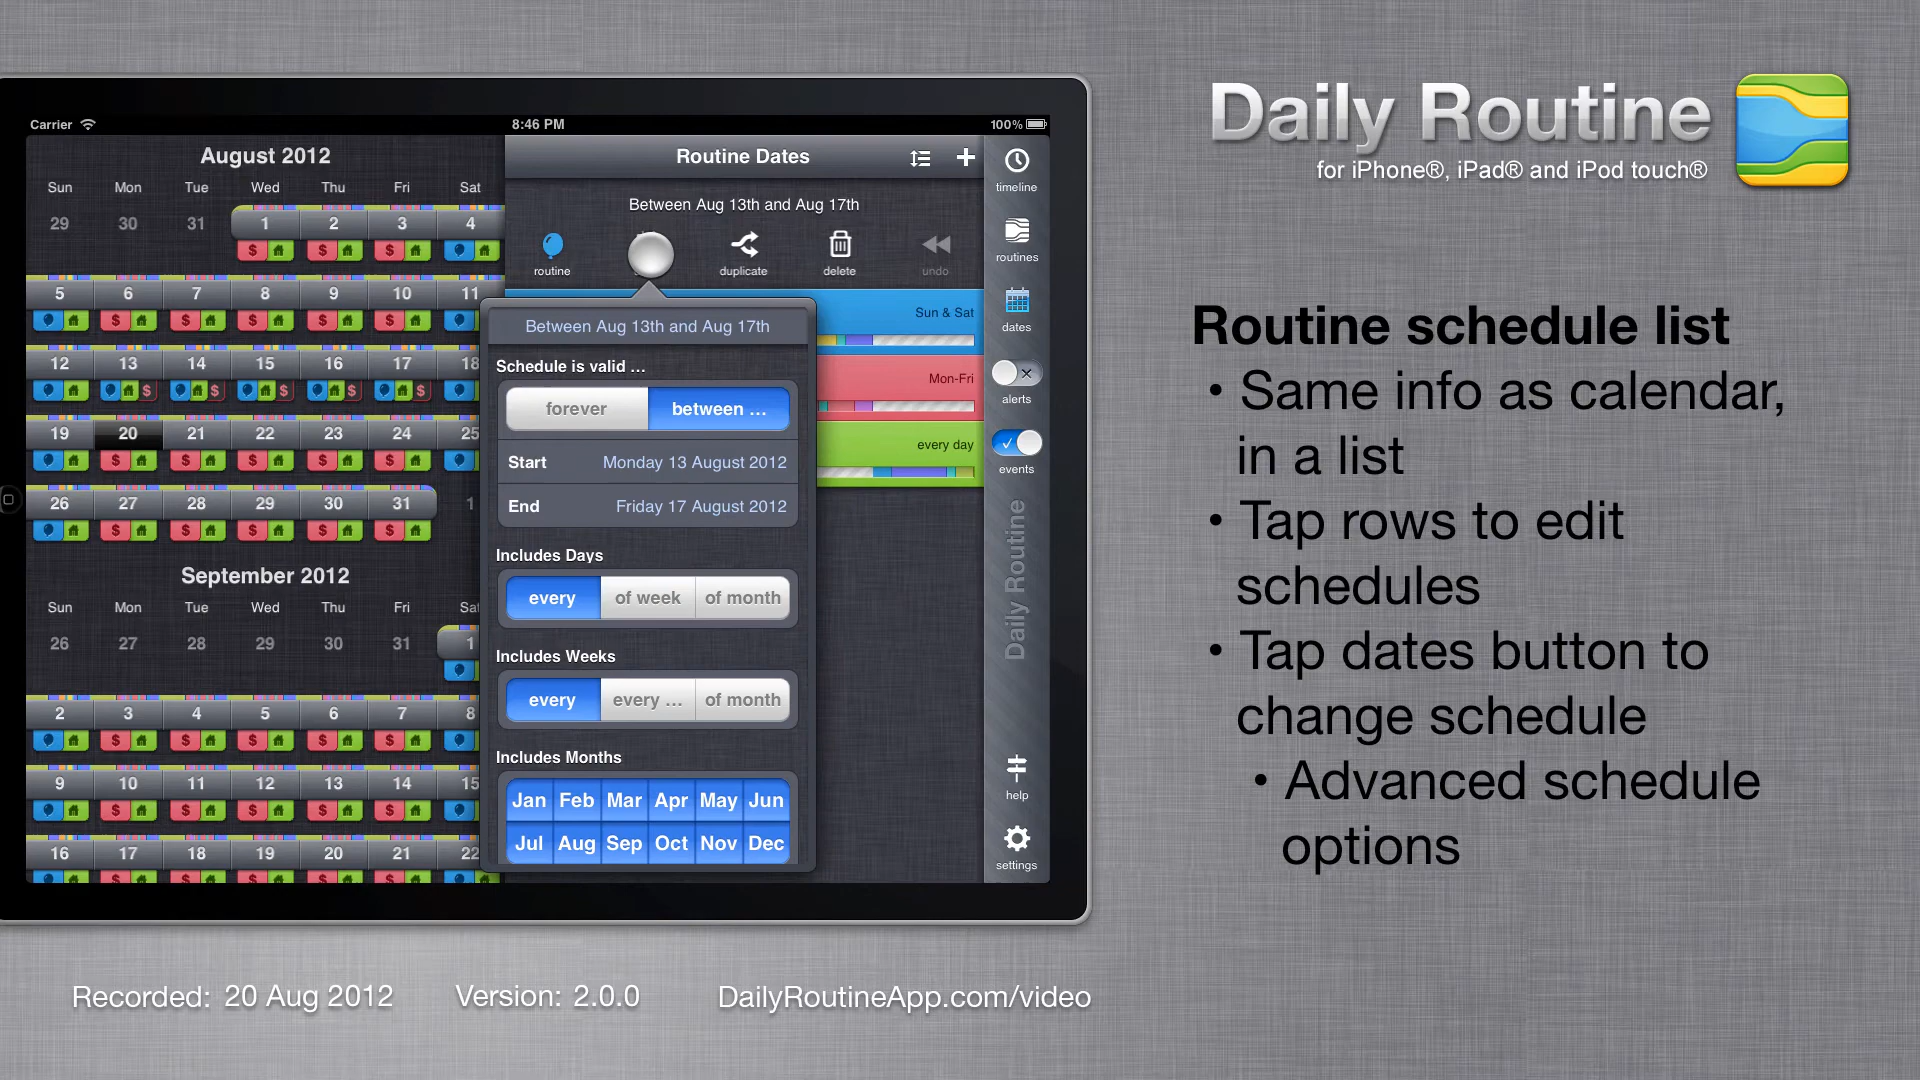 Daily Routine
for iPhone®, iPad® and iPod touch®
Carrier 8:46 PM 100%
August 2012
Sun Mon Tue Wed Thu Fri Sat
29 30 31 1 2 3 4
5 6 7 8 9 10 11
12 13 14 15 16 17 18
19 20 21 22 23 24 25
26 27 28 29 30 31 1
September 2012
Sun Mon Tue Wed Thu Fri Sat
26 27 28 29 30 31 1
2 3 4 5 6 7 8
9 10 11 12 13 14 15
16 17 18 19 20 21 22
Routine Dates
Between Aug 13th and Aug 17th
routine duplicate delete undo
Sun & Sat
Mon-Fri
every day
Between Aug 13th and Aug 17th
Schedule is valid ...
forever between ...
Start Monday 13 August 2012
End Friday 17 August 2012
Includes Days
every of week of month
Includes Weeks
every every ... of month
Includes Months
Jan Feb Mar Apr May Jun
Jul Aug Sep Oct Nov Dec
timeline
routines
dates
alerts
events
Daily Routine
help
settings
Routine schedule list
• Same info as calendar,
in a list
• Tap rows to edit
schedules
• Tap dates button to
change schedule
• Advanced schedule
options
Recorded: 20 Aug 2012 Version: 2.0.0 DailyRoutineApp.com/video